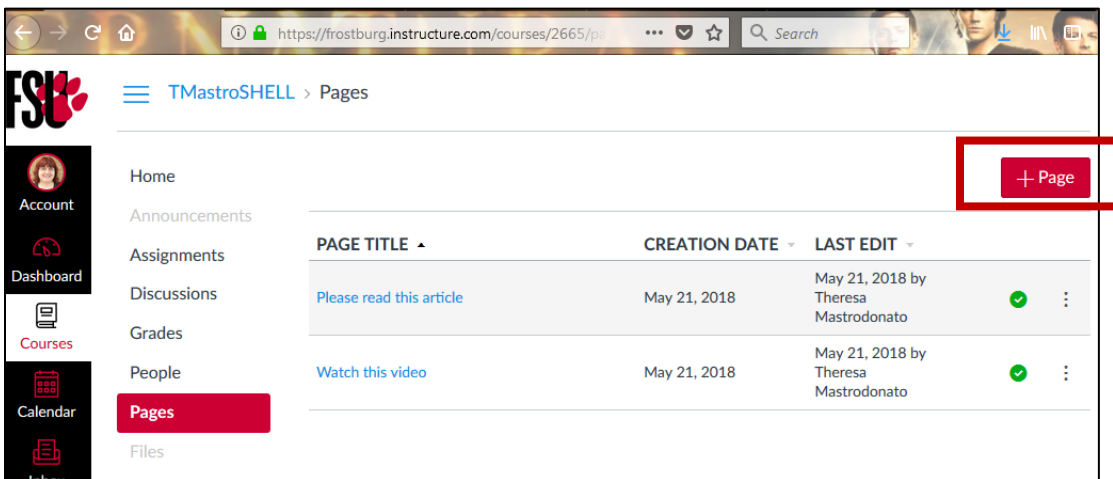 https://frostburg.instructure.com/courses/2665/pa
Search
FSU
TMastroSHELL > Pages
Account
Dashboard
Courses
Calendar
Inbox
Home
Announcements
Assignments
Discussions
Grades
People
Pages
Files
+ Page
PAGE TITLE CREATION DATE LAST EDIT
Please read this article May 21, 2018 May 21, 2018 by
Theresa
Mastrodonato
Watch this video May 21, 2018 May 21, 2018 by
Theresa
Mastrodonato